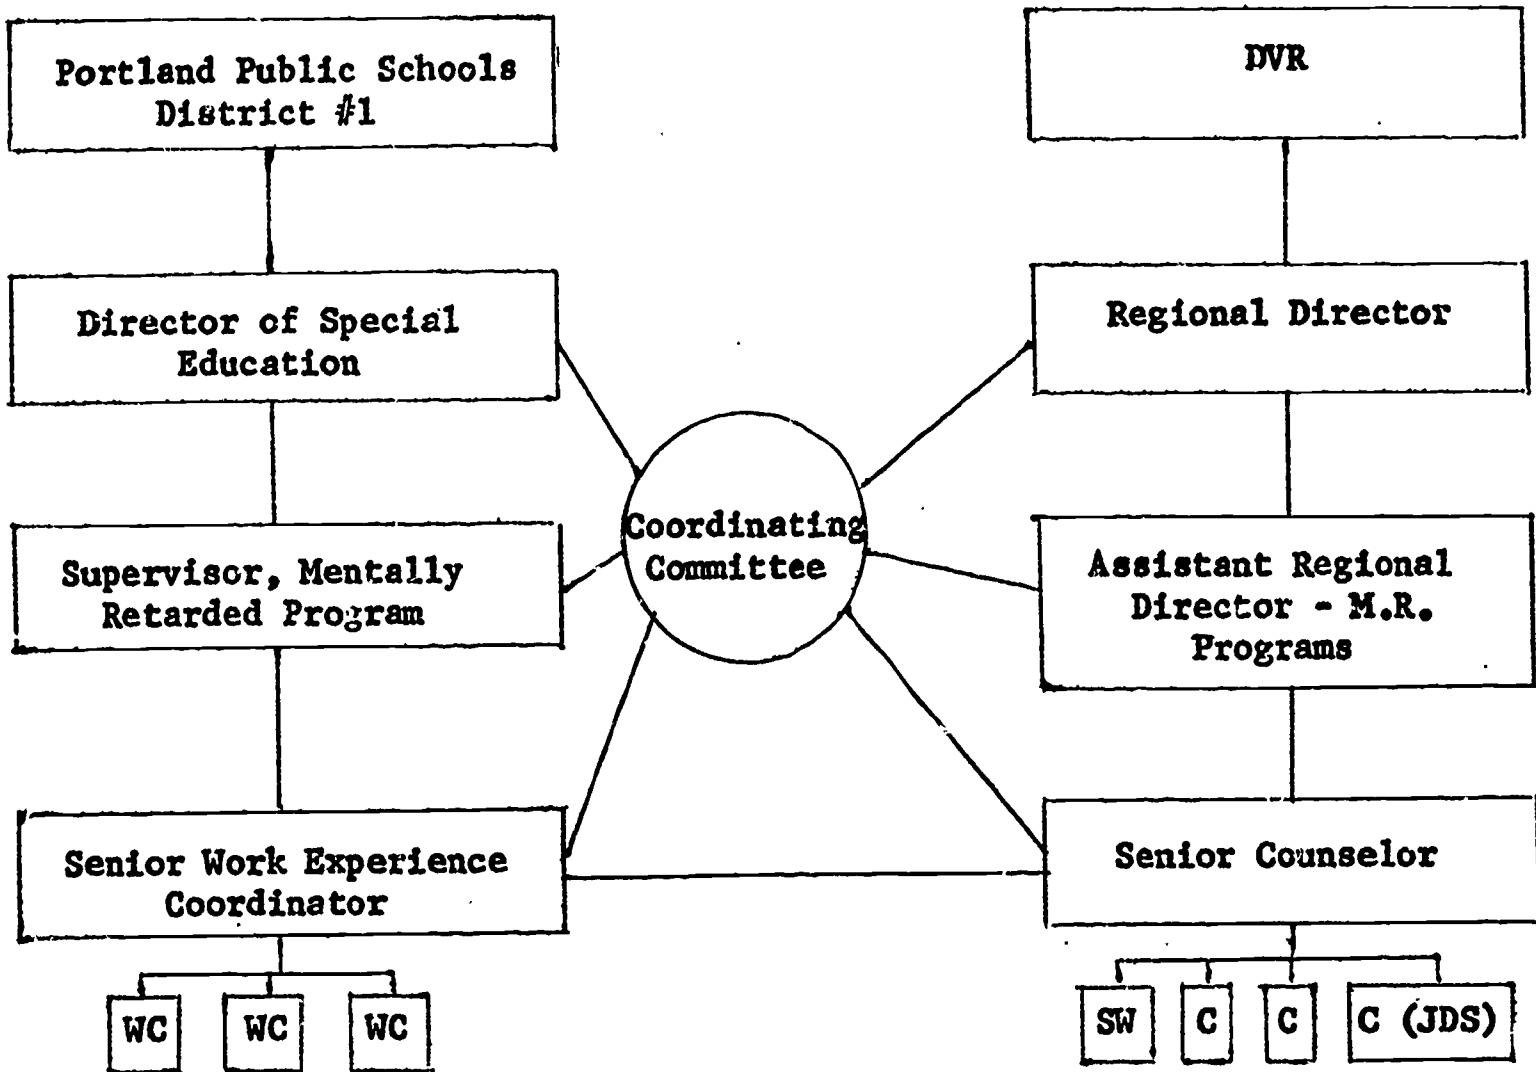 Portland Public Schools
District #1
DVR
Director of Special
Education
Regional Director
Coordinating
Committee
Supervisor, Mentally
Retarded Program
Assistant Regional
Director - M.R.
Programs
Senior Work Experience
Coordinator
Senior Counselor
WC
WC
WC
SW
C
C
C (JDS)